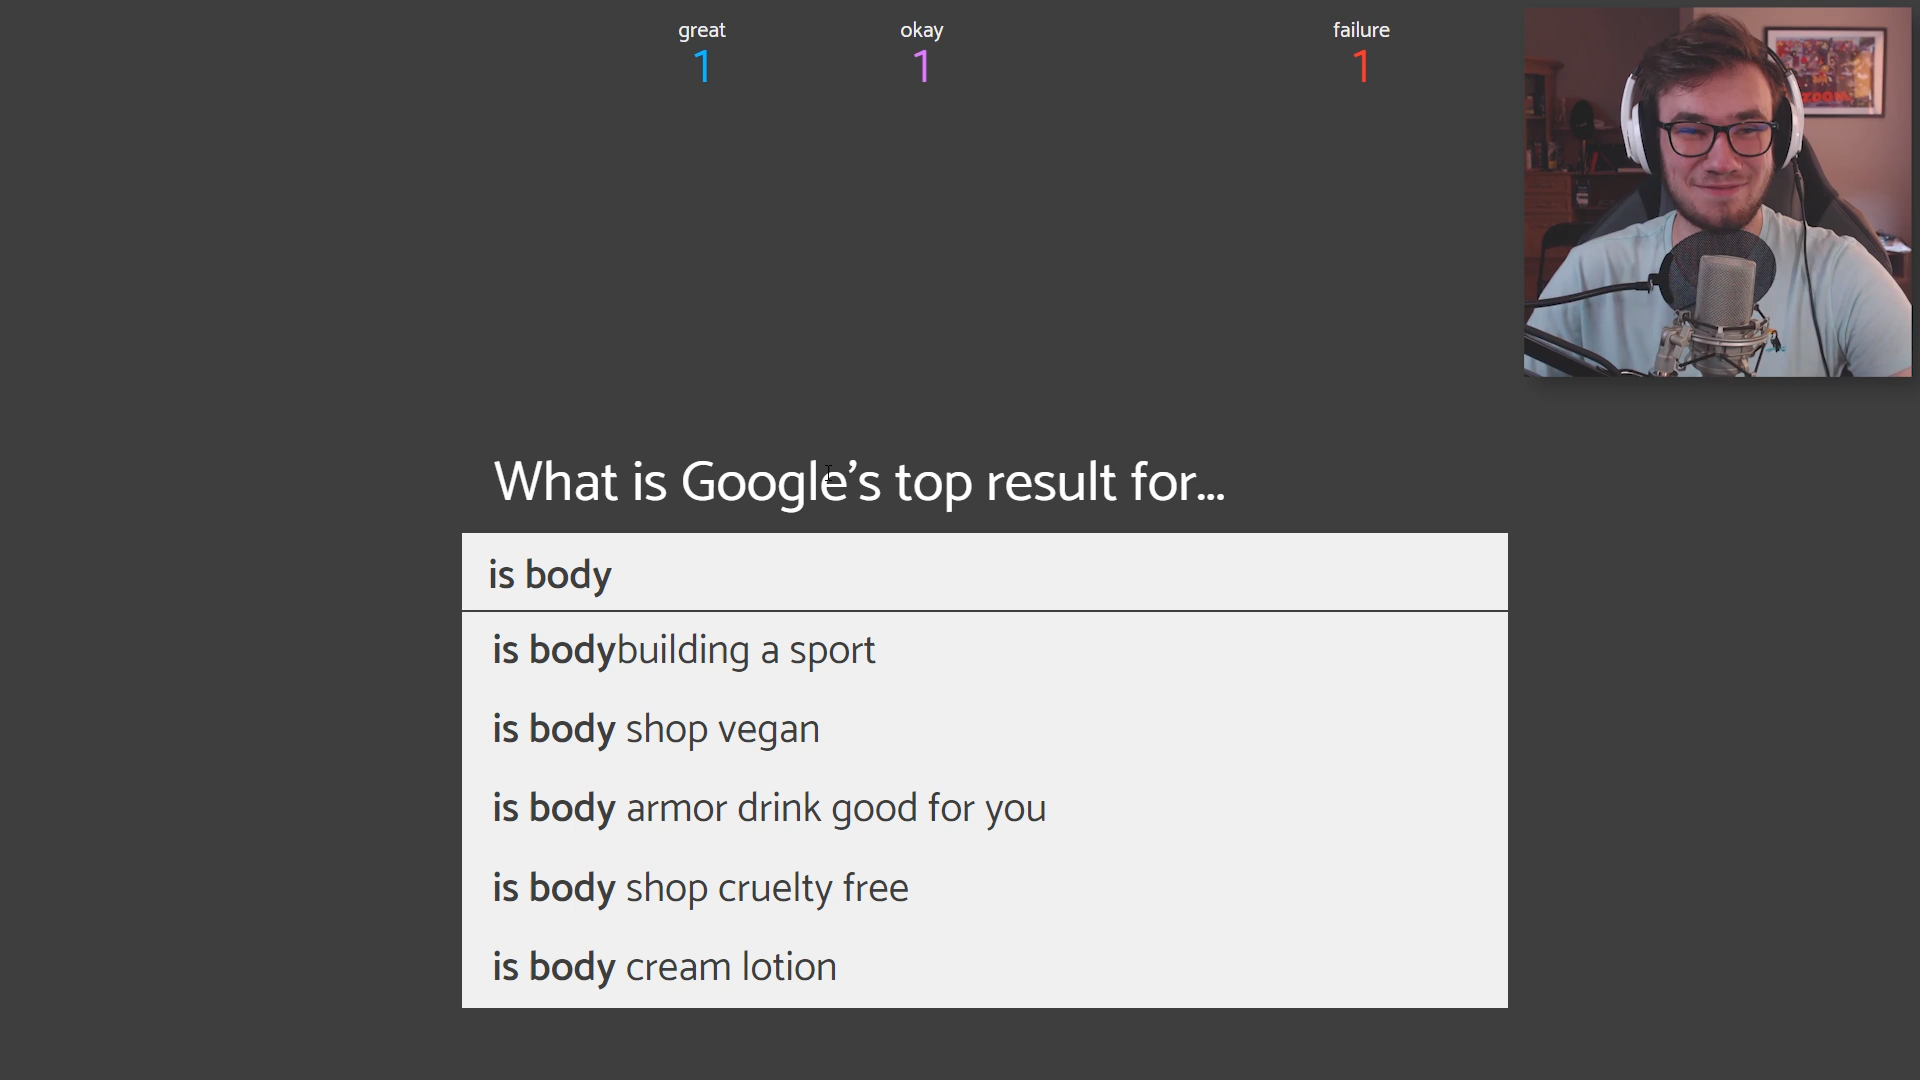 great okay failure
1 1 1
ZOOM
What is Google's top result for...
is body
is bodybuilding a sport
is body shop vegan
is body armor drink good for you
is body shop cruelty free
is body cream lotion